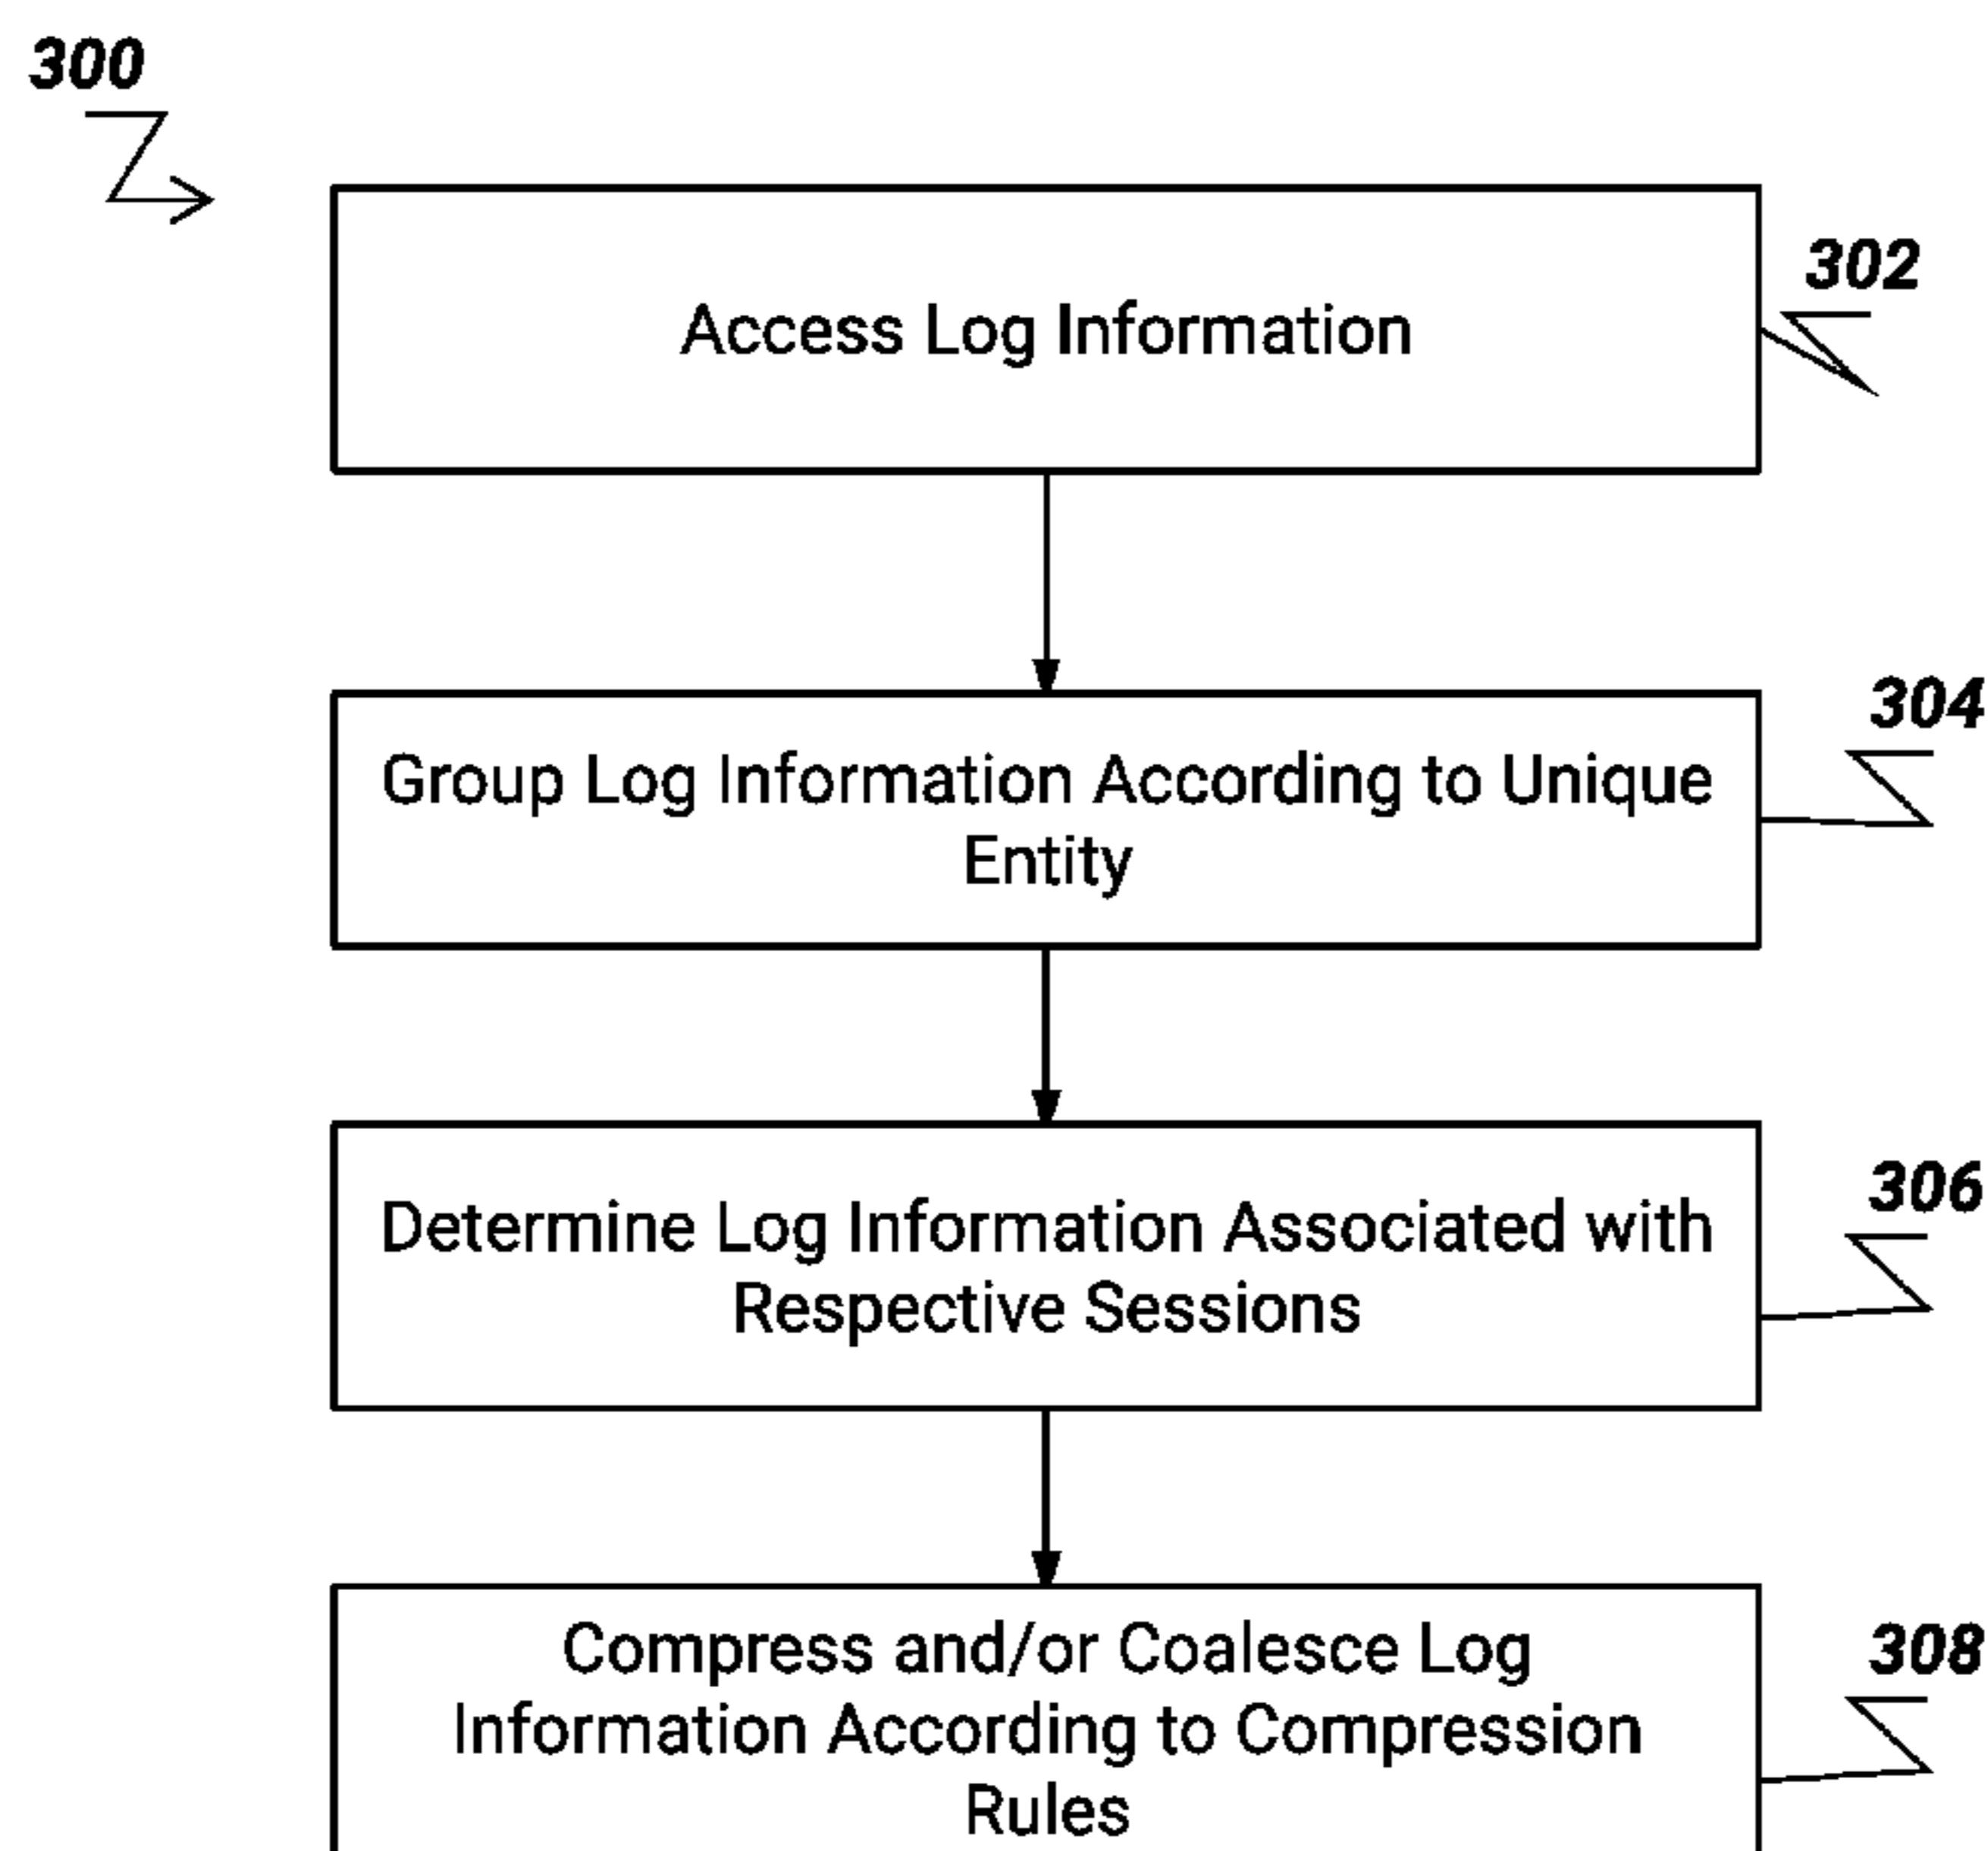 300
302
Access Log Information
304
Group Log Information According to Unique
Entity
306
Determine Log Information Associated with
Respective Sessions
308
Compress and/or Coalesce Log
Information According to Compression
Rules